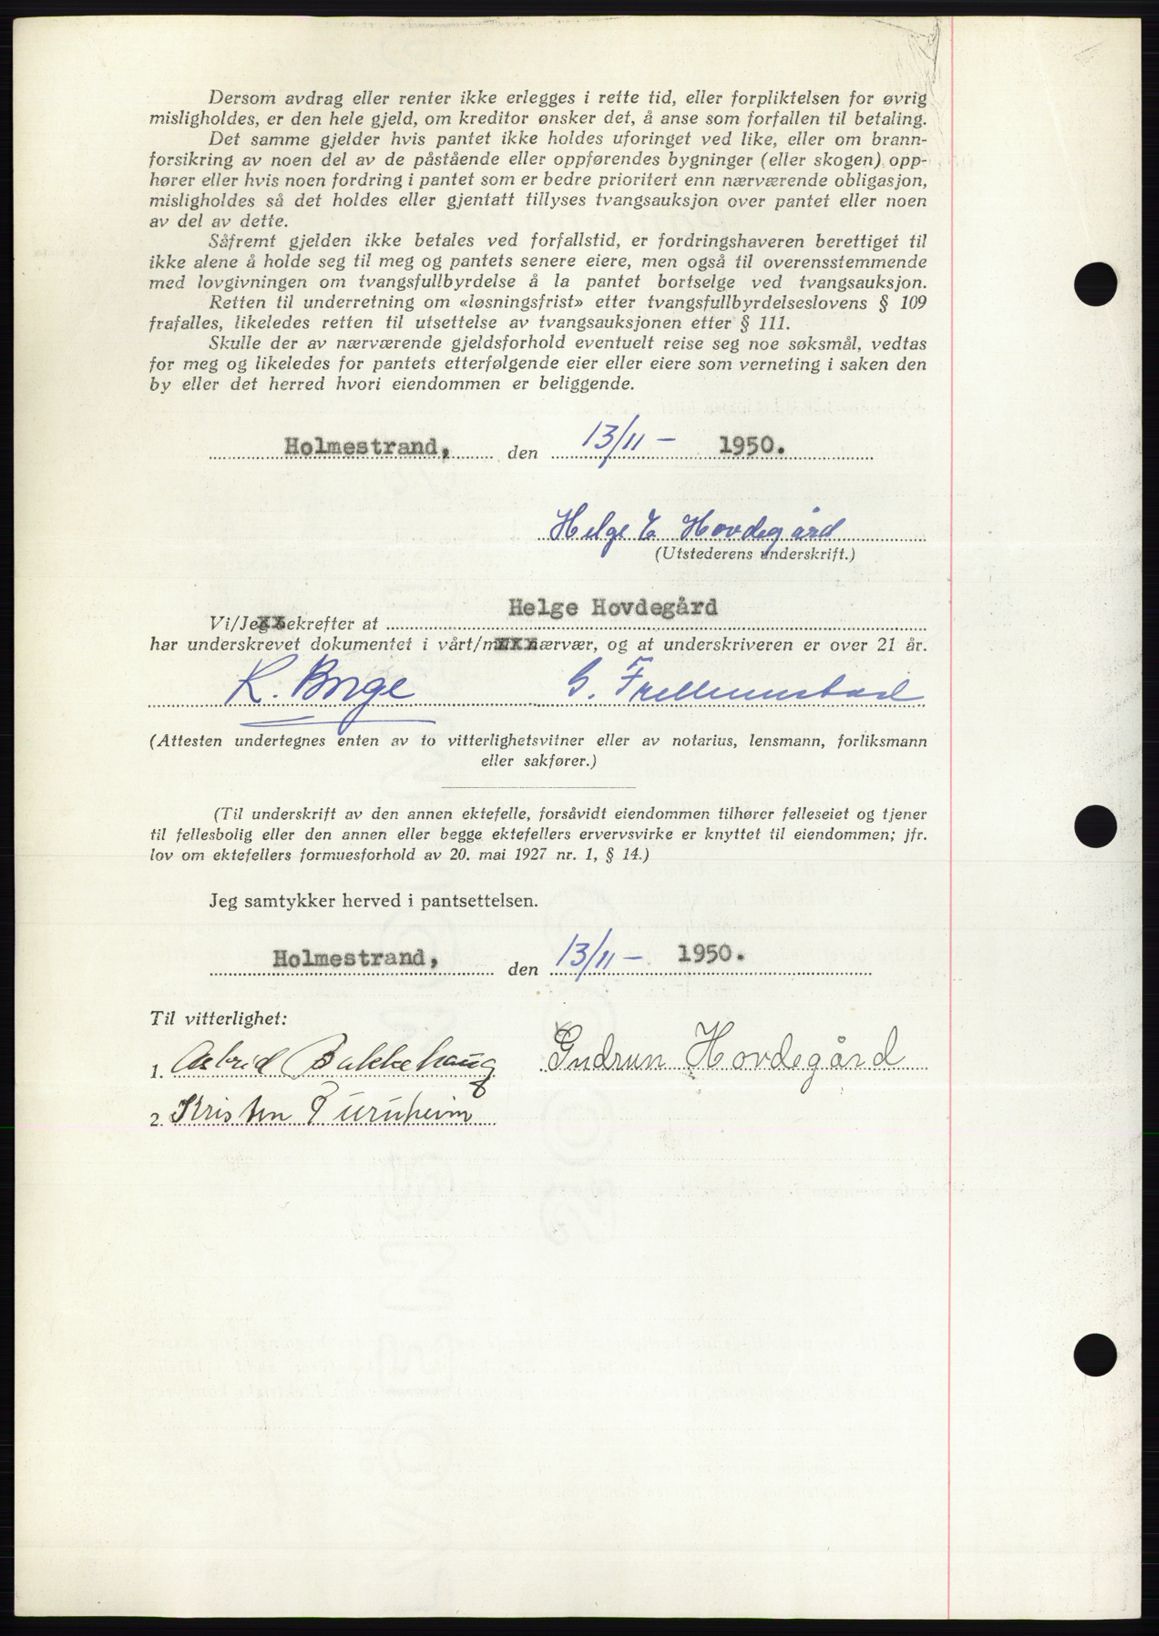 Dersom avdrag eller renter ikke erlegges i rette tid, eller forpliktelsen for øvrig
misligholdes, er den hele gjeld, om kreditor ønsker det, å anse som forfallen til betaling.
Det samme gjelder hvis pantet ikke holdes uforinget ved like, eller om brann-
forsikring av noen del av de påstående eller oppførendes bygninger (eller skogen) opp-
hører eller hvis noen fordring i pantet som er bedre prioritert enn nærværende obligasjon,
misligholdes så det holdes eller gjentatt tillyses tvangsauksjon over pantet eller noen
av del av dette.
Såfremt gjelden ikke betales ved forfallstid, er fordringshaveren berettiget til
ikke alene å holde seg til meg og pantets senere eiere, men også til overensstemmende
med lovgivningen om tvangsfullbyrdelse å la pantet bortselge ved tvangsauksjon.
Retten til underretning om «løsningsfrist» etter tvangsfullbyrdelseslovens § 109
frafalles, likeledes retten til utsettelse av tvangsauksjonen etter § 111.
Skulle der av nærværende gjeldsforhold eventuelt reise seg noe søksmål, vedtas
for meg og likeledes for pantets etterfølgende eier eller eiere som verneting i saken den
by eller det herred hvori eiendommen er beliggende.
Holmestrand, den 13/11 — 1950.
Helge E Hovdegård
(Utstederens underskrift.)
Helge Hovdegård
Vi/Jeg bekrefter at
har underskrevet dokumentet i vårt/mitt nærvær, og at underskriveren er over 21 år.
K. Borge G.
(Attesten undertegnes enten av to vitterlighetsvitner eller av notarius, lensmann, forliksmann
eller sakfører.)
(Til underskrift av den annen ektefelle, forsåvidt eiendommen tilhører felleseiet og tjener
til fellesbolig eller den annen eller begge ektefellers ervervsvirke er knyttet til eiendommen; jfr.
lov om ektefellers formuesforhold av 20. mai 1927 nr. 1, § 14.)
Jeg samtykker herved i pantsettelsen.
Holmestrand, den 13/11 — 1950.
Til vitterlighet:
1. Astrid Bakkehaug Gudrun Hovdegård
2. Kristen